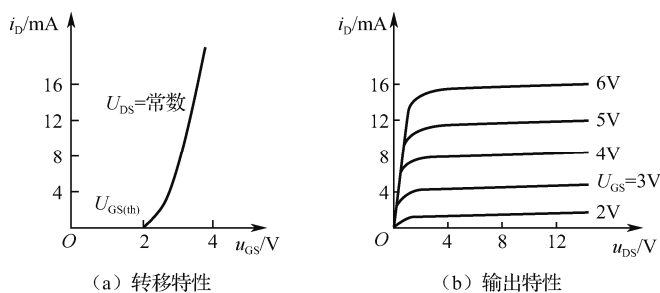 iD/mA
16
12
8
4
UDS=常数
UGS(th)
O
2
4
uGS/V
(a) 转移特性
iD/mA
16
12
8
4
6V
5V
4V
UGS=3V
2V
O
4
8
12
uDS/V
(b) 输出特性